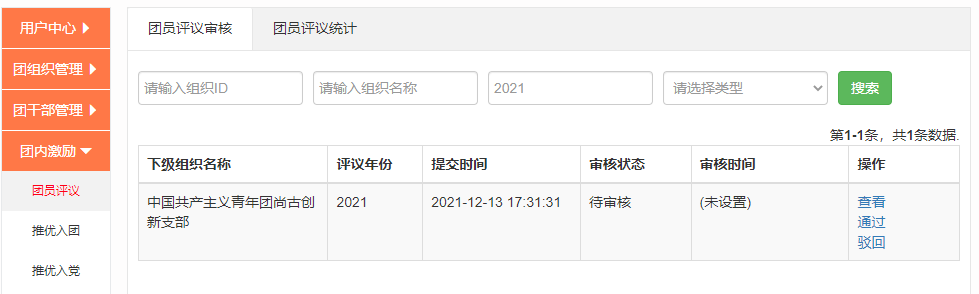 用户中心
团组织管理
团干部管理
团内激励
团员评议
推优入团
推优入党
团员评议审核
团员评议统计
请输入组织ID
请输入组织名称
2021
请选择类型
搜索
第1-1条，共1条数据.
下级组织名称 评议年份 提交时间 审核状态 审核时间 操作
中国共产主义青年团尚古创
新支部
2021
2021-12-13 17:31:31
待审核
(未设置)
查看
通过
驳回